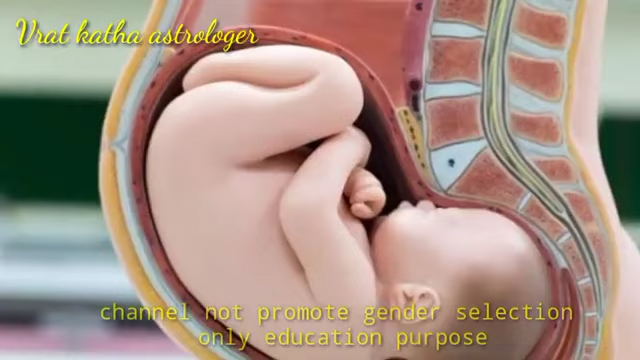 Vrat katha astrologer
channel not promote gender selection
only education purpose